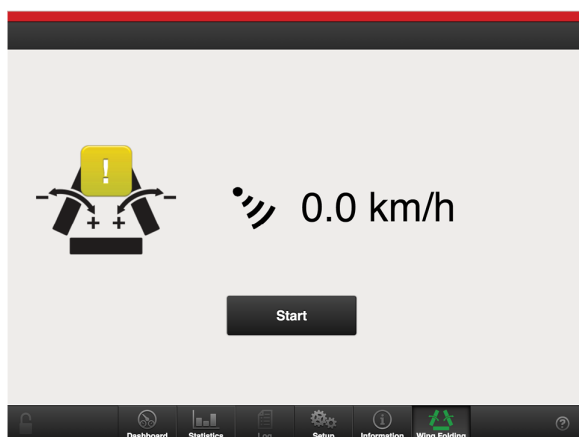 !
− −
+ +
0.0 km/h
Start
Dashboard Statistics Log Setup Information Wing Folding
?